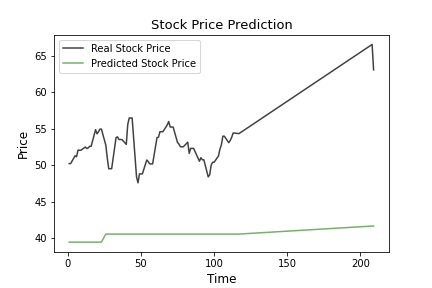 Stock Price Prediction
Real Stock Price
Predicted Stock Price
65
60
55
50
45
40
Price
0 50 100 150 200
Time